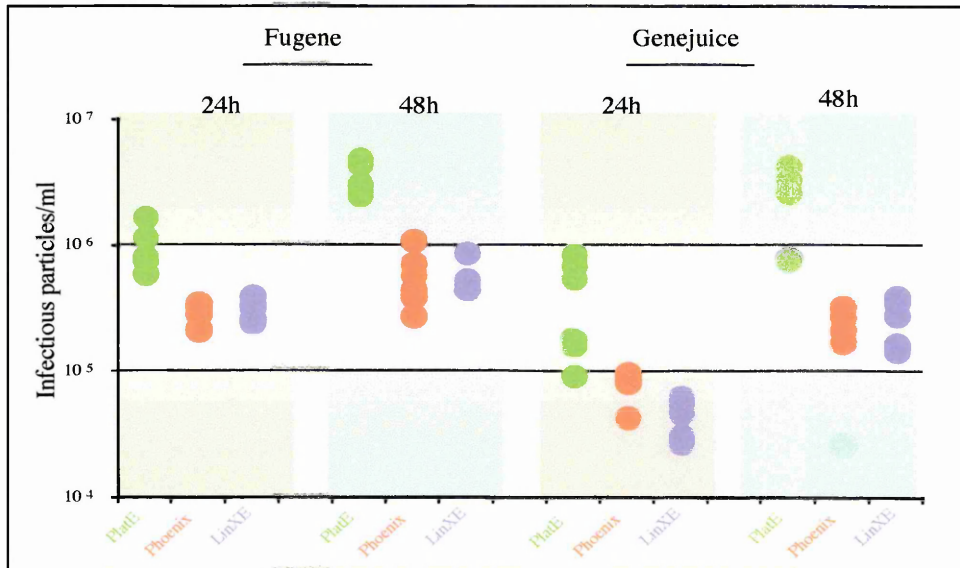 Fugene Genejuice
24h 48h 24h 48h
Infectious particles/ml
10⁻⁷
10⁻⁶
10⁻⁵
10⁻⁴
PlatE Phoenix LinXE PlatE Phoenix LinXE PlatE Phoenix LinXE PlatE Phoenix LinXE